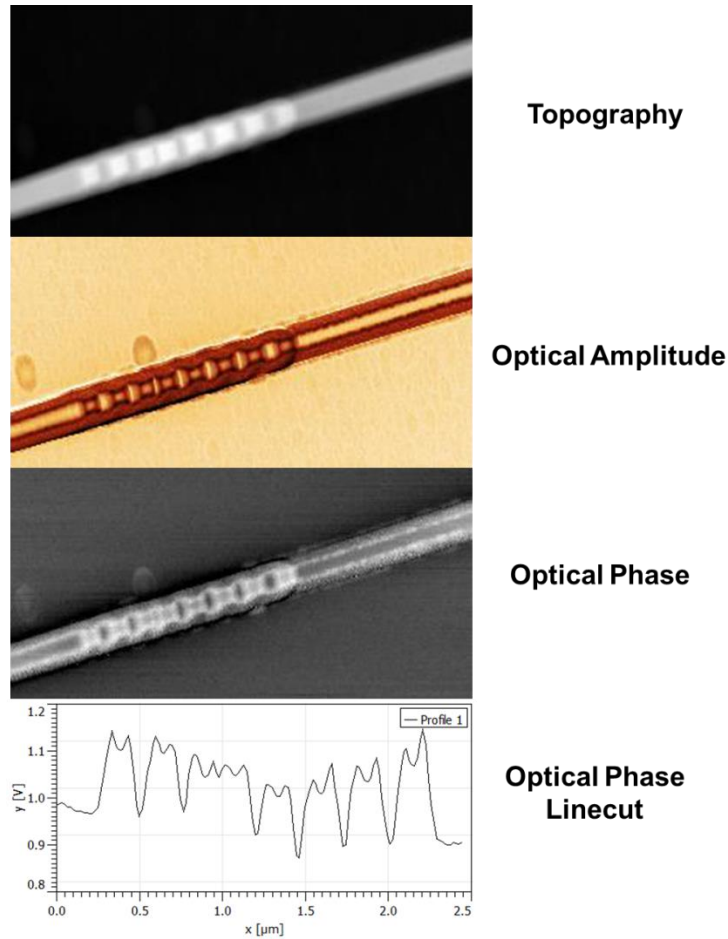 Topography
Optical Amplitude
Optical Phase
1.2
Profile 1
1.1
1.0
0.9
0.8
y [V]
Optical Phase
Linecut
0.0
0.5
1.0
1.5
2.0
2.5
x [µm]